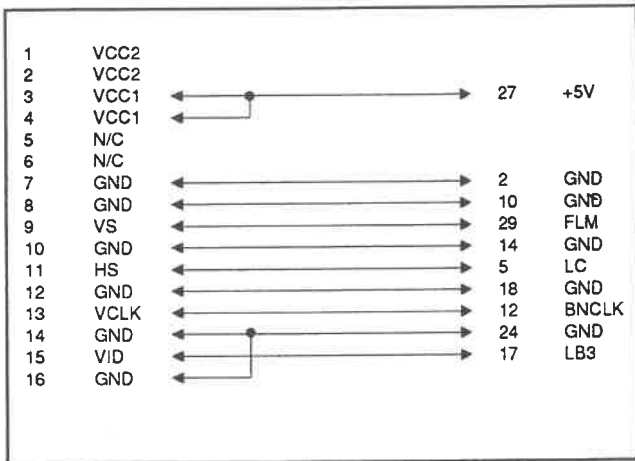 1 VCC2
2 VCC2
3 VCC1 27 +5V
4 VCC1
5 N/C
6 N/C
7 GND 2 GND
8 GND 10 GND
9 VS 29 FLM
10 GND 14 GND
11 HS 5 LC
12 GND 18 GND
13 VCLK 12 BNCLK
14 GND 24 GND
15 VID 17 LB3
16 GND